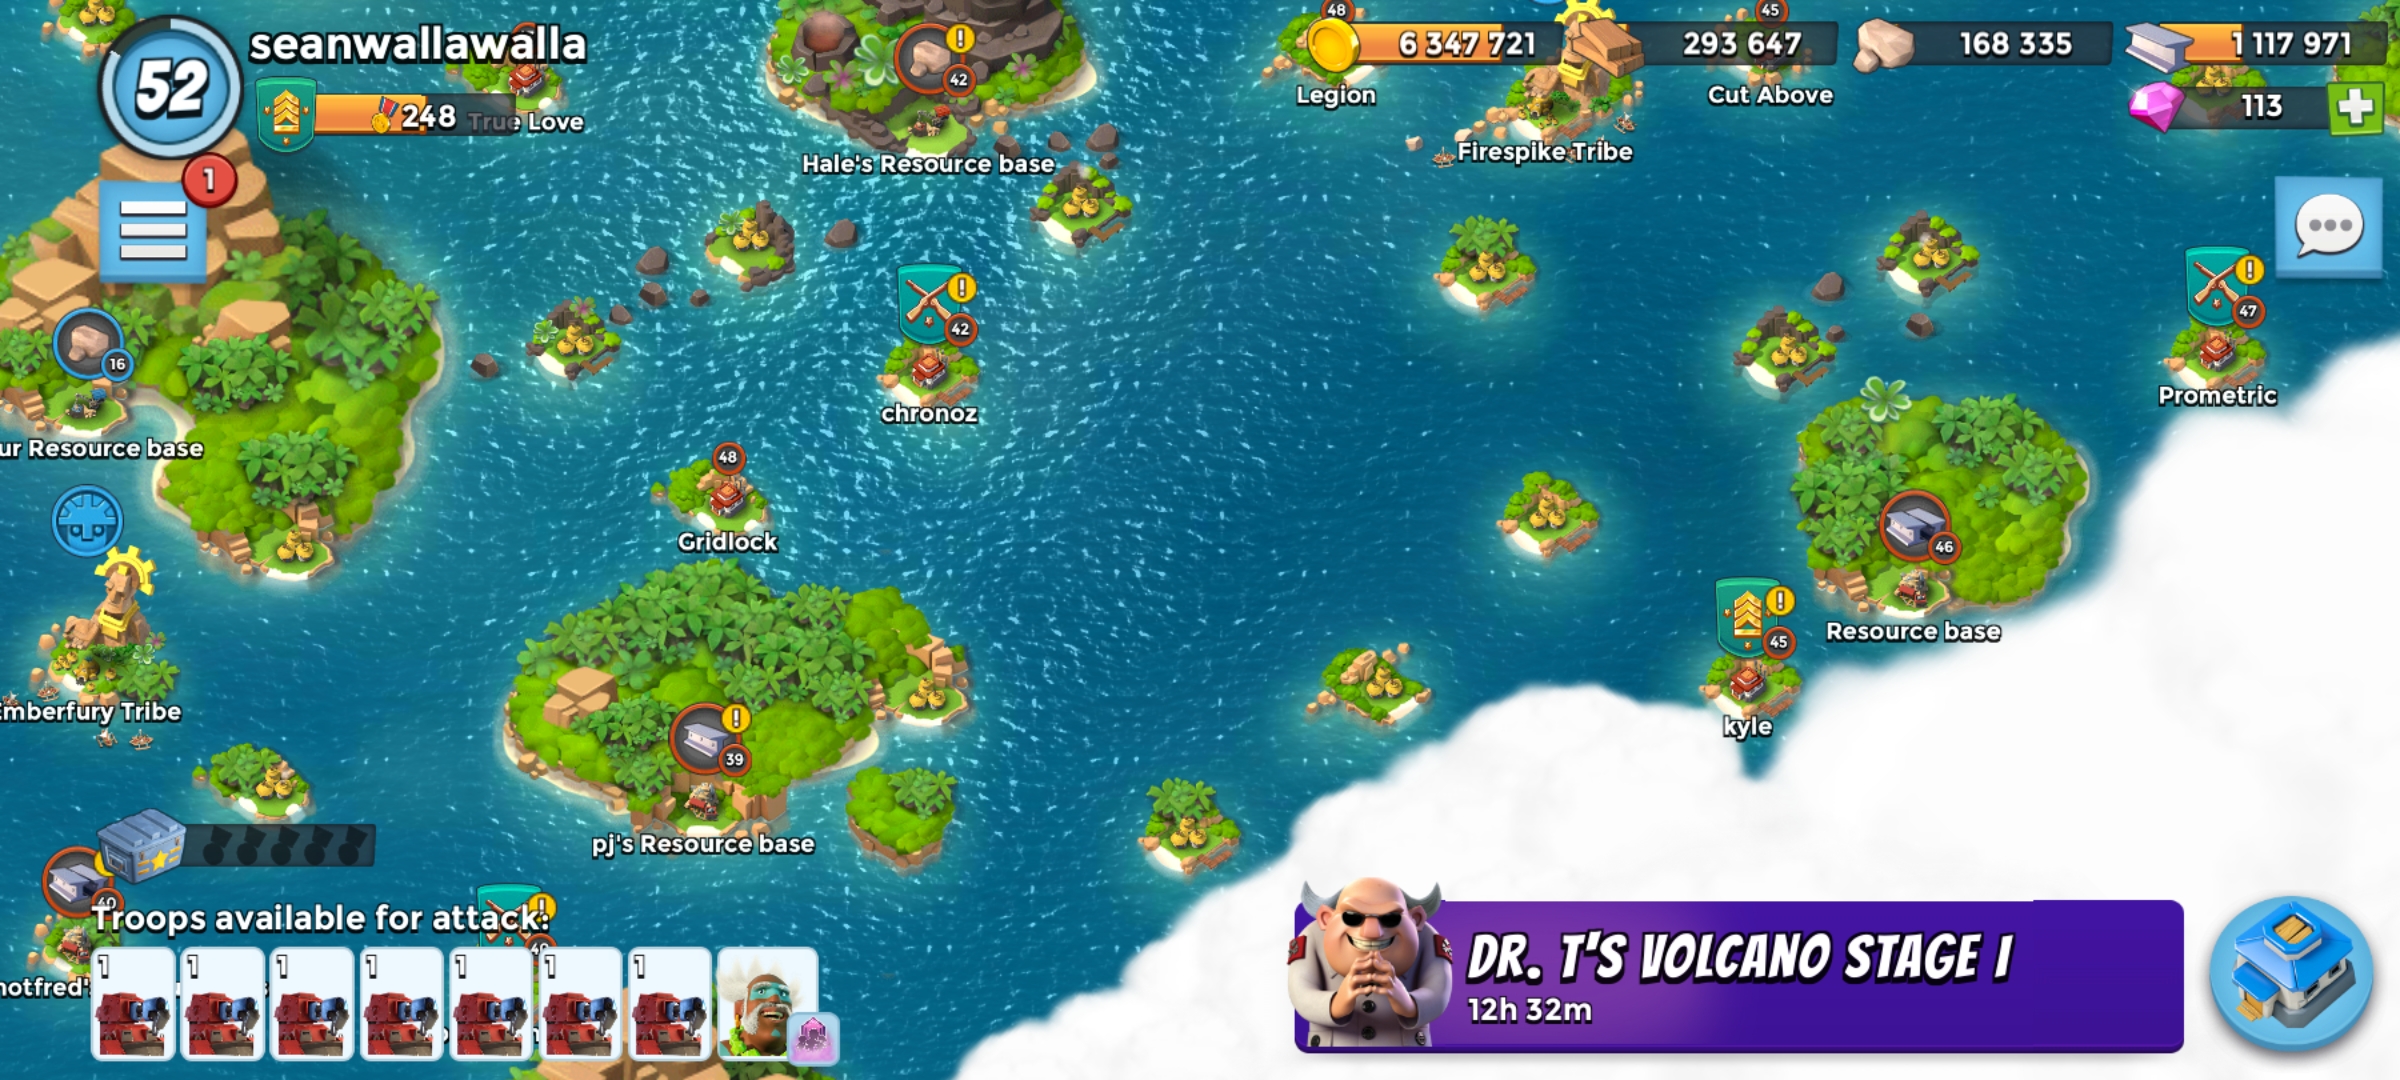 52
seanwallawalla
248
True Love
1
42
Hale's Resource base
48
6 347 721
Legion
Firespike Tribe
293 647
45
Cut Above
168 335
1 117 971
113
16
ur Resource base
42
chronoz
47
Prometric
48
Gridlock
46
Resource base
45
kyle
mberfury Tribe
39
pj's Resource base
40
Troops available for attack:
notfred's
1
1
1
1
1
1
1
DR. T'S VOLCANO STAGE I
12h 32m